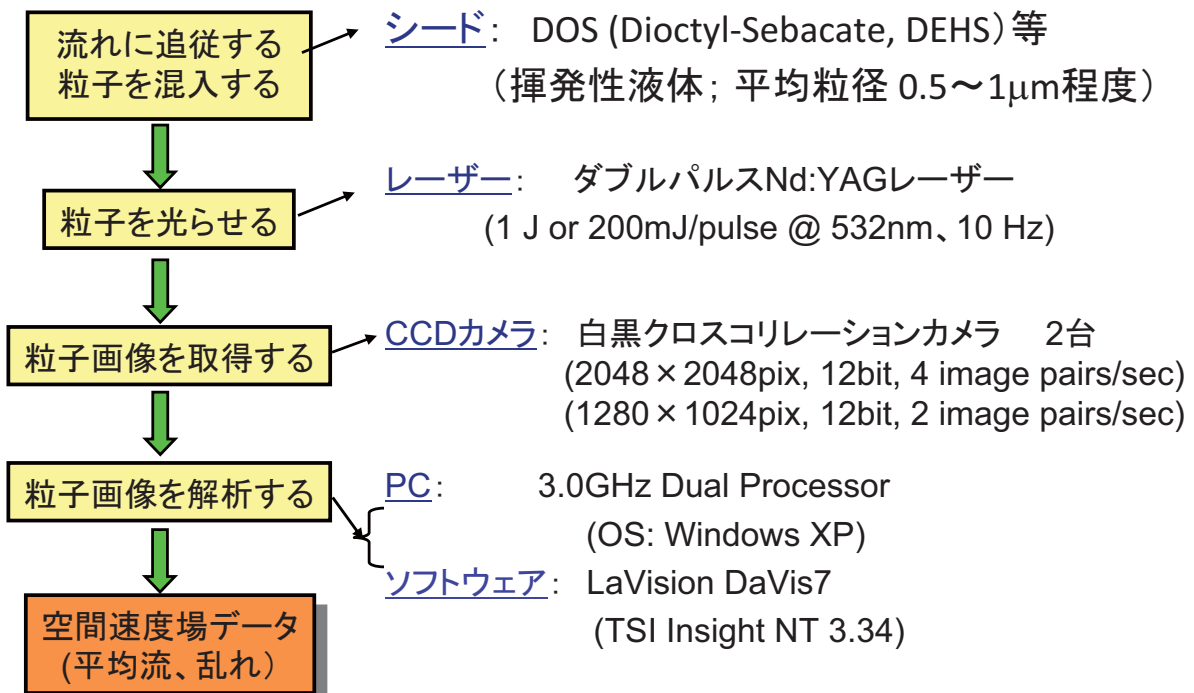 流れに追従する
粒子を混入する
シード： DOS (Dioctyl-Sebacate, DEHS)等
（揮発性液体；平均粒径 0.5～1μm程度）
粒子を光らせる
レーザー： ダブルパルスNd:YAGレーザー
(1 J or 200mJ/pulse @ 532nm、10 Hz)
粒子画像を取得する
CCDカメラ： 白黒クロスコリレーションカメラ 2台
(2048×2048pix, 12bit, 4 image pairs/sec)
(1280×1024pix, 12bit, 2 image pairs/sec)
粒子画像を解析する
PC： 3.0GHz Dual Processor
(OS: Windows XP)
ソフトウェア： LaVision DaVis7
(TSI Insight NT 3.34)
空間速度場データ
(平均流、乱れ）